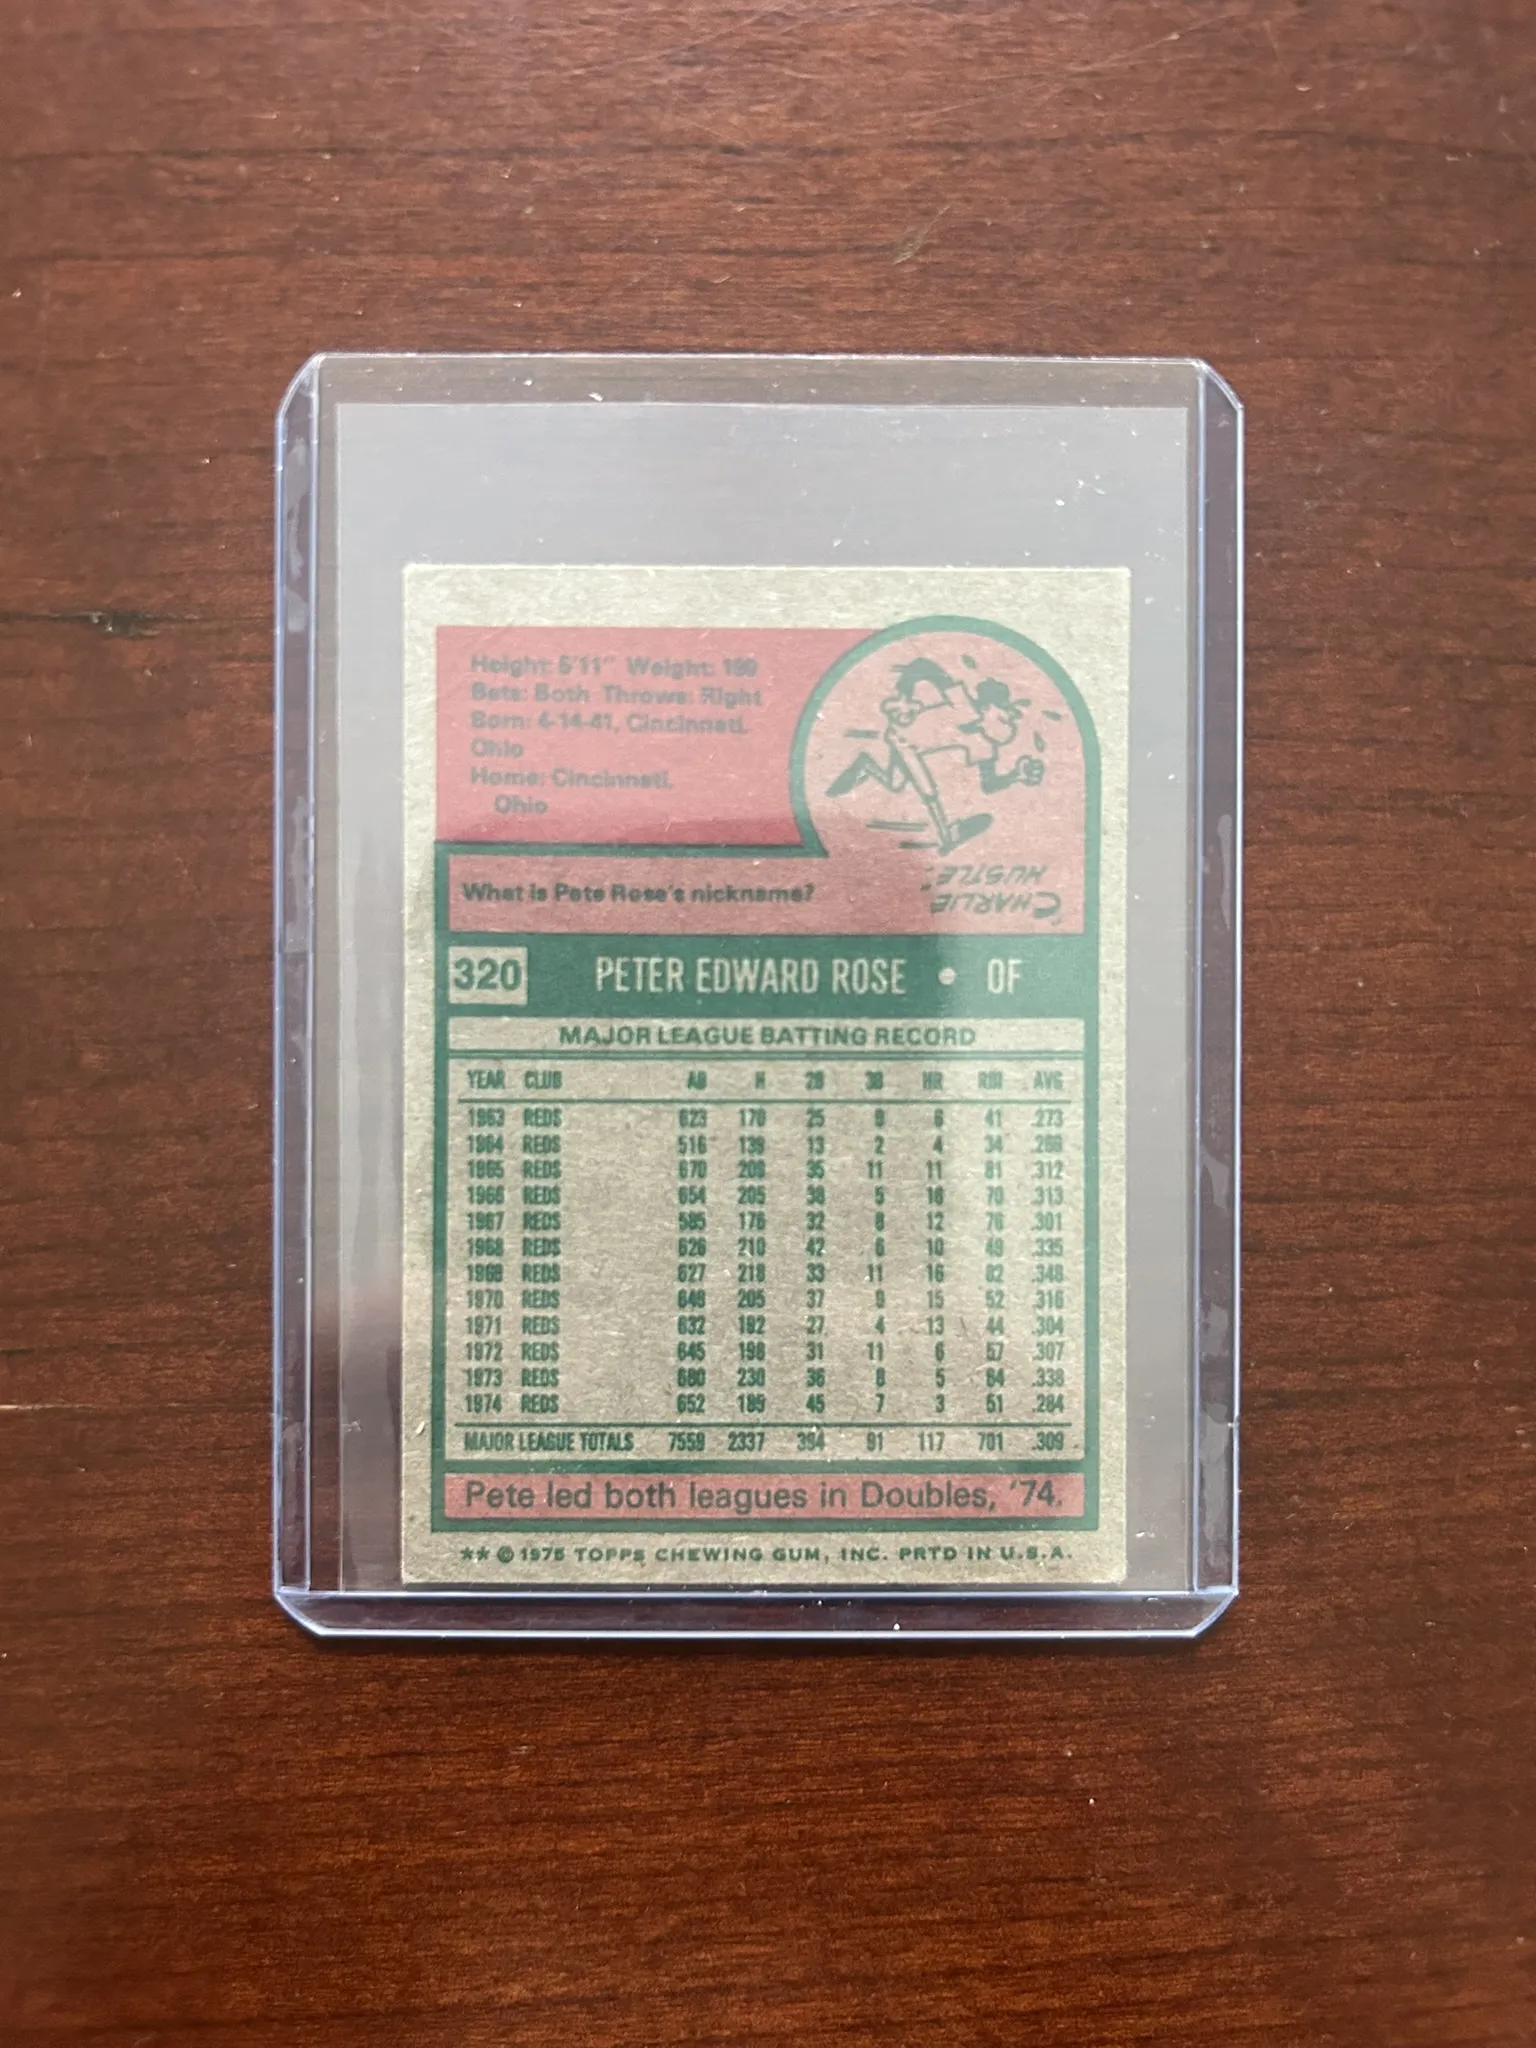 Height: 5'11" Weight: 190
Bats: Both Throws: Right
Born: 4-14-41, Cincinnati,
Ohio
Home: Cincinnati,
Ohio
"CHARLIE
HUSTLE"
What is Pete Rose's nickname?
320 PETER EDWARD ROSE • OF
MAJOR LEAGUE BATTING RECORD
YEAR CLUB AB H 2B 3B HR RBI AVG
1963 REDS 623 170 25 9 6 41 .273
1964 REDS 516 139 13 2 4 34 .269
1965 REDS 670 209 35 11 11 81 .312
1966 REDS 654 205 38 5 16 70 .313
1967 REDS 585 176 32 8 12 76 .301
1968 REDS 626 210 42 6 10 49 .335
1969 REDS 627 218 33 11 16 82 .348
1970 REDS 649 205 37 9 15 52 .316
1971 REDS 632 192 27 4 13 44 .304
1972 REDS 645 198 31 11 6 57 .307
1973 REDS 680 230 36 8 5 64 .338
1974 REDS 652 185 45 7 3 51 .284
MAJOR LEAGUE TOTALS 7559 2337 394 91 117 701 .309
Pete led both leagues in Doubles, '74.
** © 1975 TOPPS CHEWING GUM, INC. PRTD IN U.S.A.